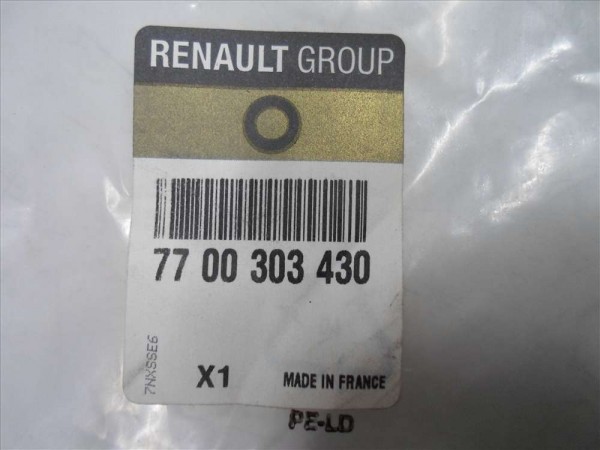 RENAULT GROUP
77 00 303 430
7NXSSE6
X1
MADE IN FRANCE
PE-LD